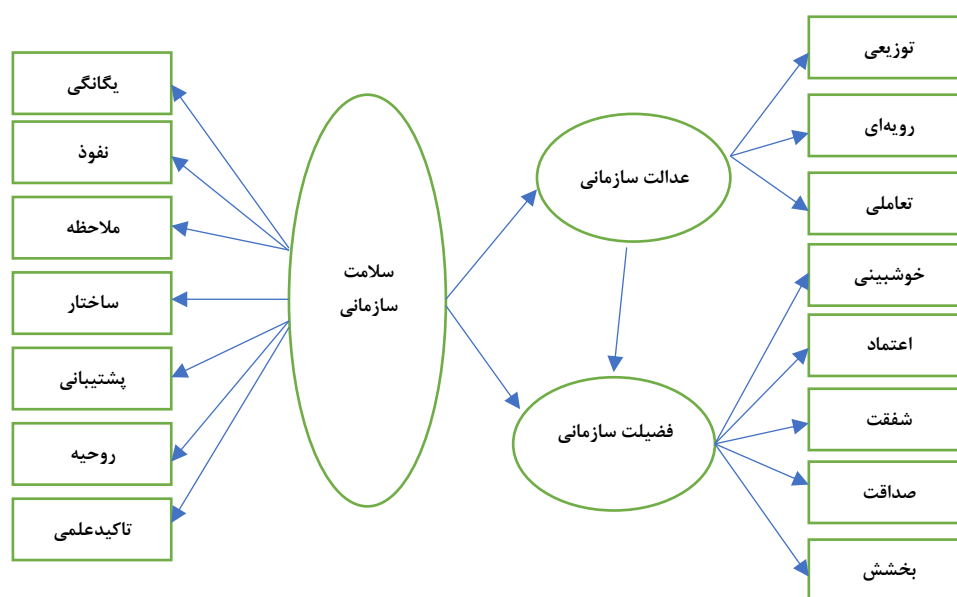 توزیعی
رویه‌ای
تعاملی
خوشبینی
اعتماد
شفقت
صداقت
بخشش
عدالت سازمانی
فضیلت سازمانی
سلامت
سازمانی
یگانگی
نفوذ
ملاحظه
ساختار
پشتیبانی
روحیه
تاکیدعلمی